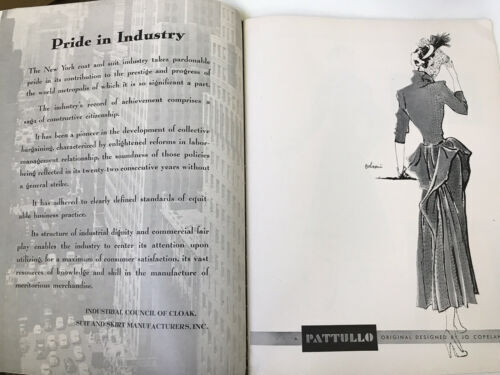 Pride in Industry
The New York coat and suit industry takes pardonable
pride in its contribution to the prestige and progress of
the world metropolis of which it is so significant a part.
The industry's record of achievement comprises a
saga of constructive citizenship.
It has been a pioneer in the development of collective
bargaining, characterized by enlightened reforms in labor-
management relationship, the soundness of those policies
being reflected in its twenty-two consecutive years without
a general strike.
It has adhered to clearly defined standards of equit-
able business practice.
Its structure of industrial dignity and commercial fair
play enables the industry to center its attention upon
utilizing, for a maximum of consumer satisfaction, its vast
resources of knowledge and skill in the manufacture of
meritorious merchandise.
INDUSTRIAL COUNCIL OF CLOAK,
SUIT AND SKIRT MANUFACTURERS, INC.
A PATTULLO ORIGINAL DESIGNED BY JO COPELAN